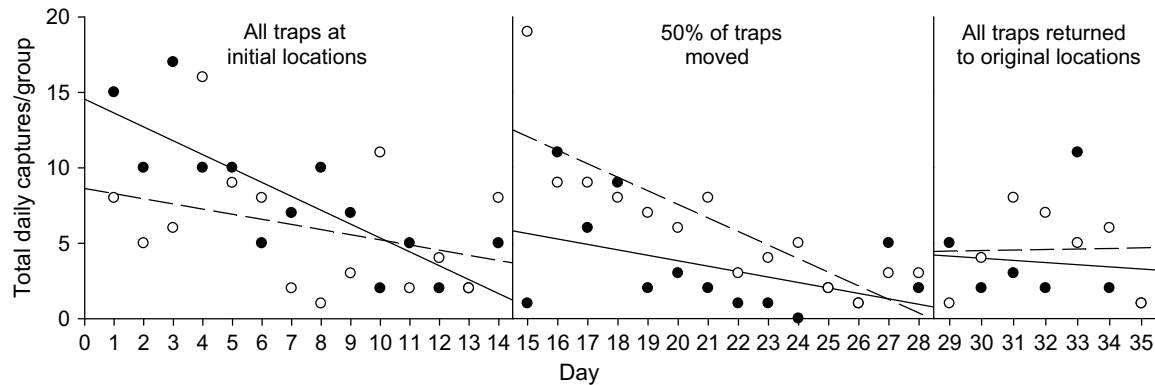 20
15
10
5
0
Total daily captures/group
All traps at
initial locations
50% of traps
moved
All traps returned
to original locations
0 1 2 3 4 5 6 7 8 9 10 11 12 13 14 15 16 17 18 19 20 21 22 23 24 25 26 27 28 29 30 31 32 33 34 35
Day